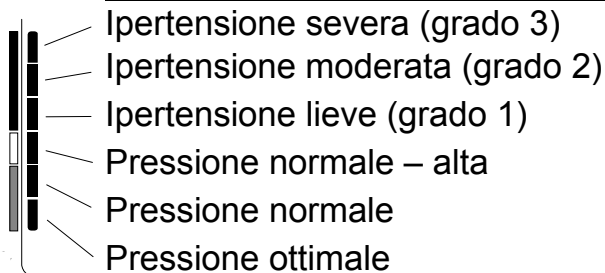 Ipertensione severa (grado 3)
Ipertensione moderata (grado 2)
Ipertensione lieve (grado 1)
Pressione normale – alta
Pressione normale
Pressione ottimale